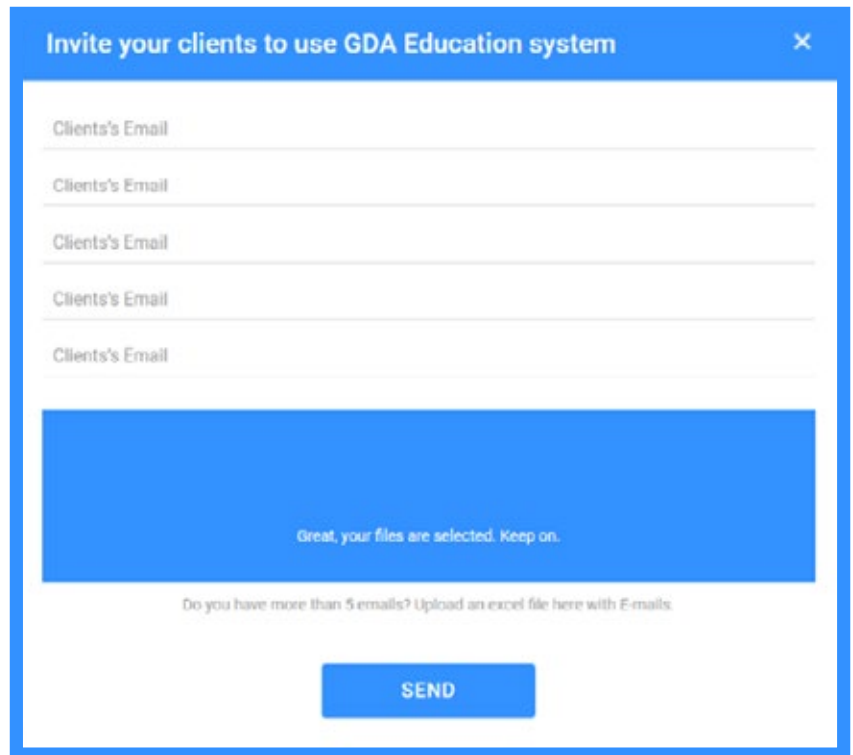 Invite your clients to use GDA Education system ×
Clients's Email
Clients's Email
Clients's Email
Clients's Email
Clients's Email
Great, your files are selected. Keep on.
Do you have more than 5 emails? Upload an excel file here with E-mails.
SEND